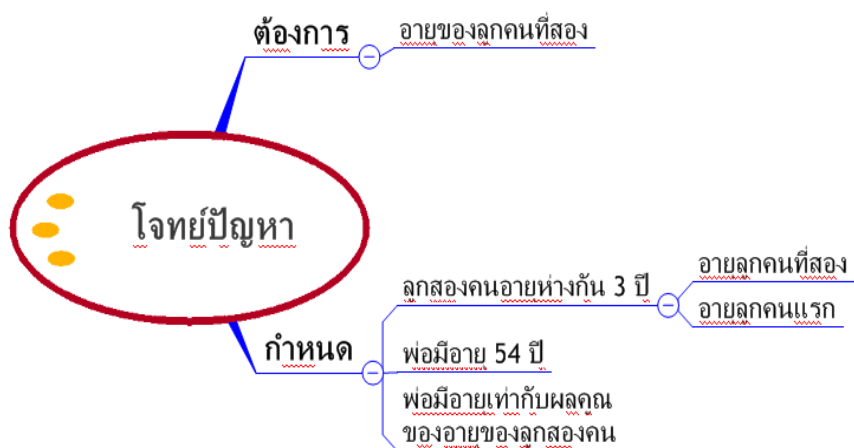 ต้องการ
อายุของลูกคนที่สอง
โจทย์ปัญหา
กำหนด
ลูกสองคนอายุห่างกัน 3 ปี
อายุลูกคนที่สอง
อายุลูกคนแรก
พ่อมีอายุ 54 ปี
พ่อมีอายุเท่ากับผลคูณ
ของอายุของลูกสองคน